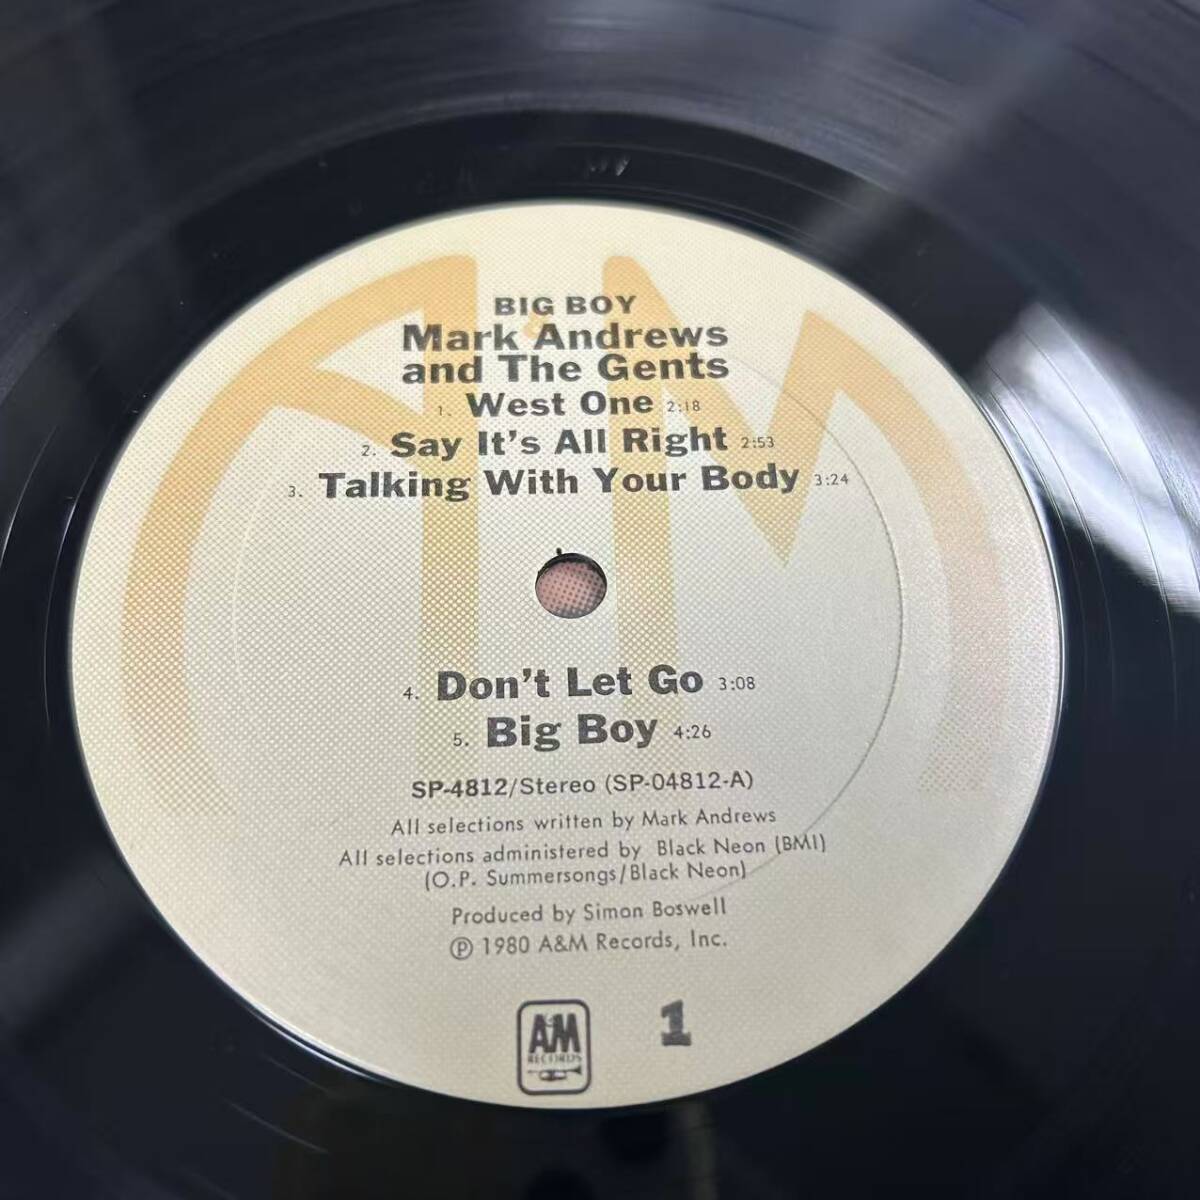 BIG BOY
Mark Andrews
and The Gents
1. West One 2:18
2. Say It's All Right 2:53
3. Talking With Your Body 3:24
4. Don't Let Go 3:08
5. Big Boy 4:26
SP-4812/Stereo (SP-04812-A)
All selections written by Mark Andrews
All selections administered by Black Neon (BMI)
(O.P. Summersongs/Black Neon)
Produced by Simon Boswell
℗ 1980 A&M Records, Inc.
A&M
RECORDS
1